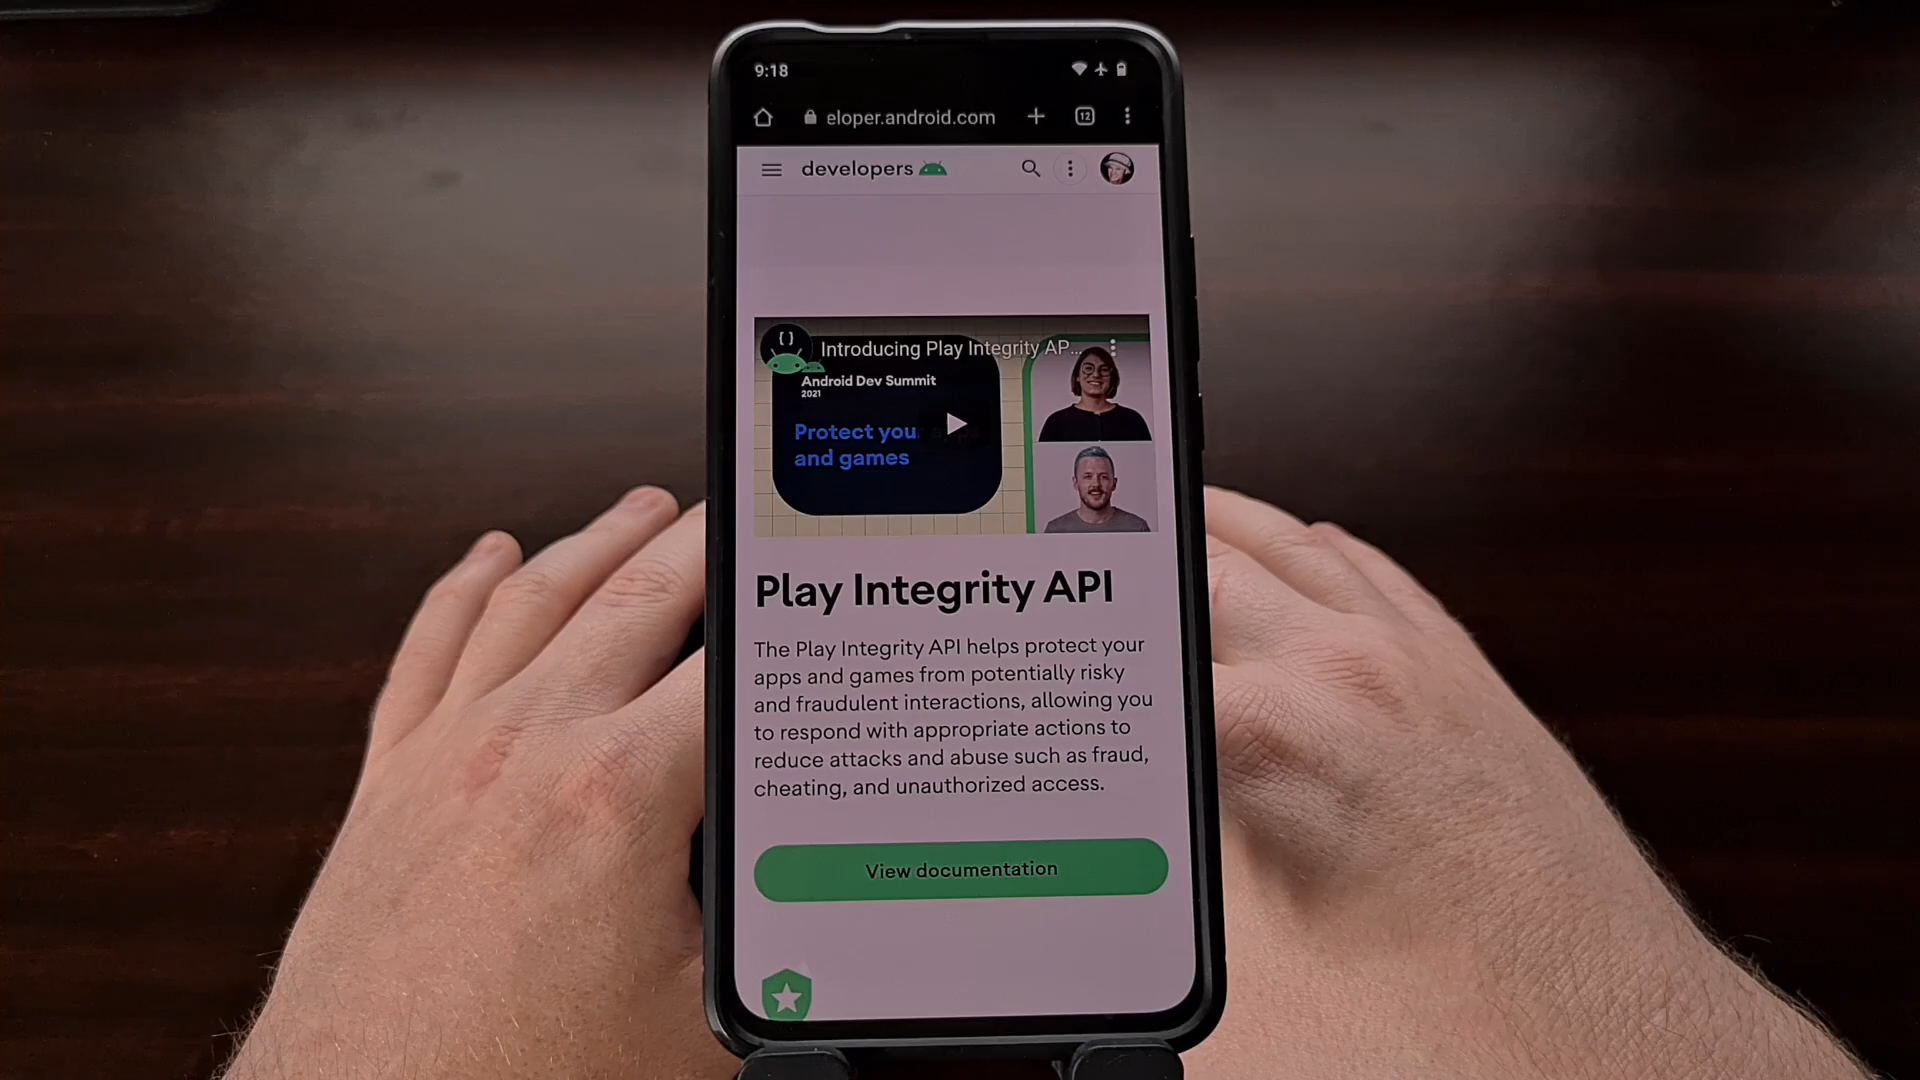 9:18
eloper.android.com
12
developers
Introducing Play Integrity AP...
Android Dev Summit
2021
Protect you
and games
Play Integrity API
The Play Integrity API helps protect your
apps and games from potentially risky
and fraudulent interactions, allowing you
to respond with appropriate actions to
reduce attacks and abuse such as fraud,
cheating, and unauthorized access.
View documentation